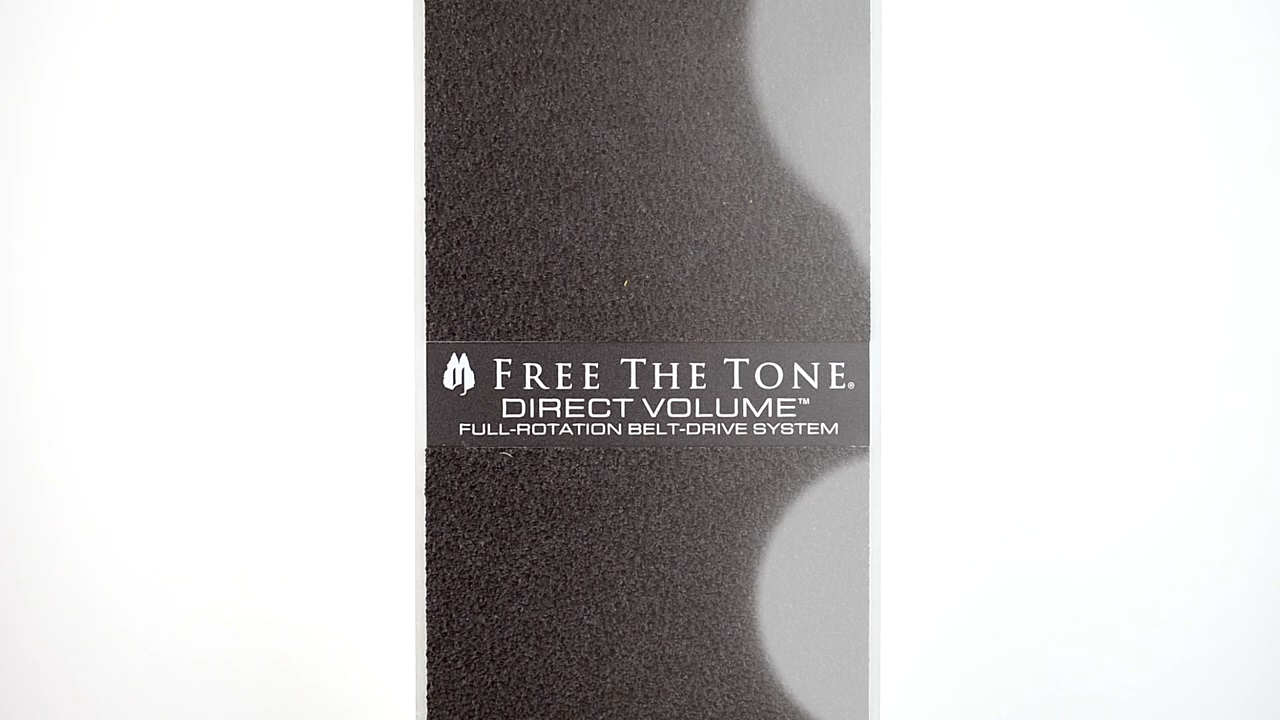 FREE THE TONE®
DIRECT VOLUME™
FULL-ROTATION BELT-DRIVE SYSTEM